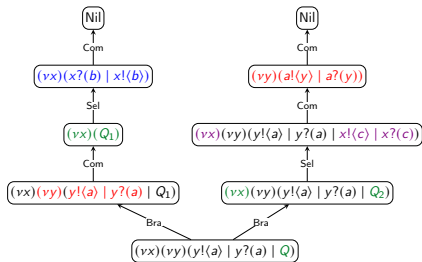 Nil Nil
Com Com
(νx)(x?(b) | x!⟨b⟩) (νy)(a!⟨y⟩ | a?(y))
Sel Com
(νx)(Q₁) (νx)(νy)(y!⟨a⟩ | y?(a) | x!⟨c⟩ | x?(c))
Com Sel
(νx)(νy)(y!⟨a⟩ | y?(a) | Q₁) (νx)(νy)(y!⟨a⟩ | y?(a) | Q₂)
Bra Bra
(νx)(νy)(y!⟨a⟩ | y?(a) | Q)